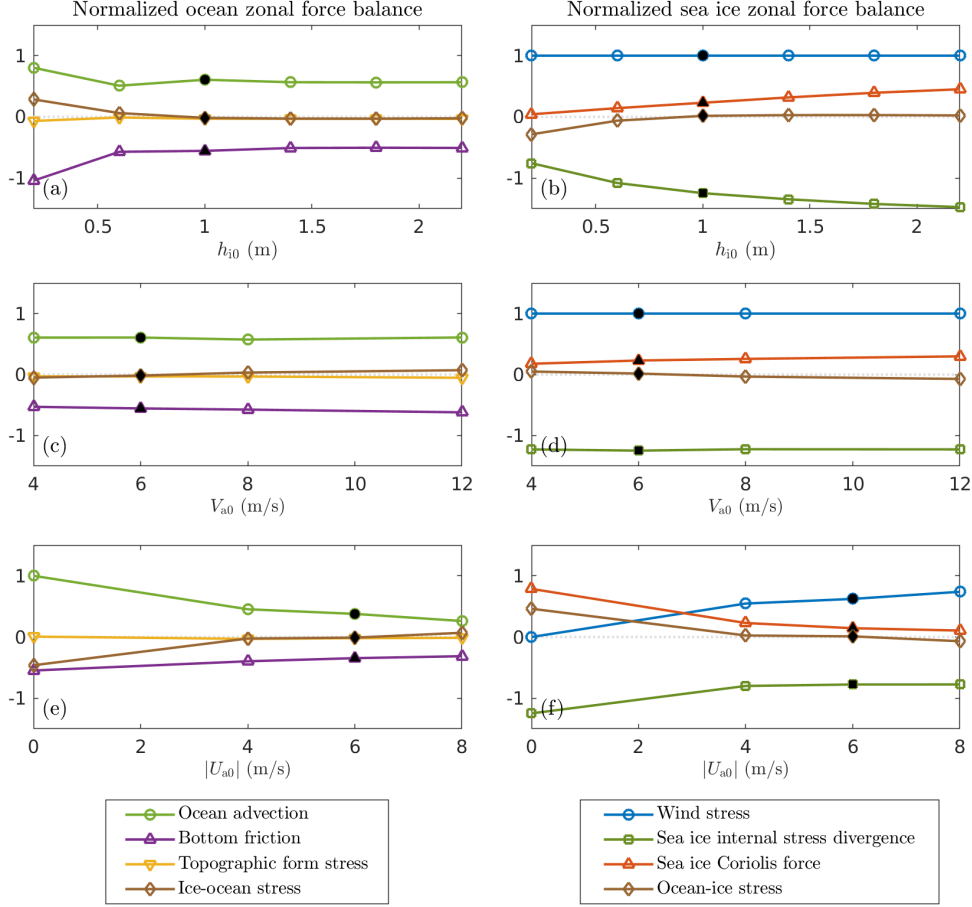 Normalized ocean zonal force balance
Normalized sea ice zonal force balance
1
0
-1
(a)
0.5 1 1.5 2
h_i0 (m)
1
0
-1
(b)
0.5 1 1.5 2
h_i0 (m)
1
0
-1
(c)
4 6 8 10 12
V_a0 (m/s)
1
0
-1
(d)
4 6 8 10 12
V_a0 (m/s)
1
0
-1
(e)
0 2 4 6 8
|U_a0| (m/s)
1
0
-1
(f)
0 2 4 6 8
|U_a0| (m/s)
Ocean advection
Bottom friction
Topographic form stress
Ice-ocean stress
Wind stress
Sea ice internal stress divergence
Sea ice Coriolis force
Ocean-ice stress